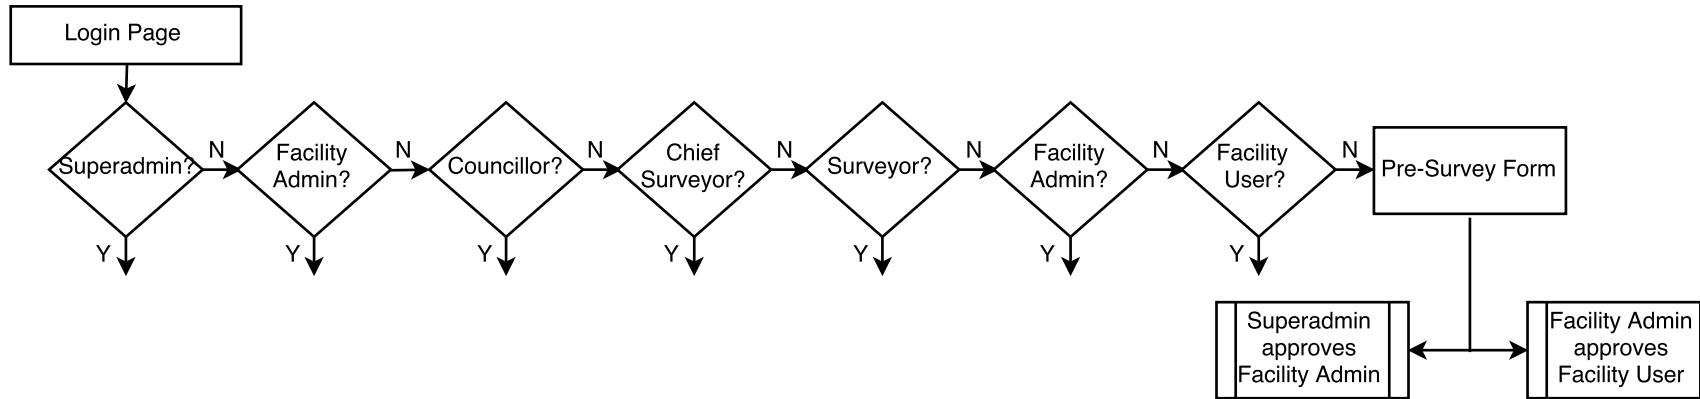 Login Page
Superadmin?
N
Facility
Admin?
N
Councillor?
N
Chief
Surveyor?
N
Surveyor?
N
Facility
Admin?
N
Facility
User?
N
Pre-Survey Form
Y
Y
Y
Y
Y
Y
Y
Superadmin
approves
Facility Admin
Facility Admin
approves
Facility User